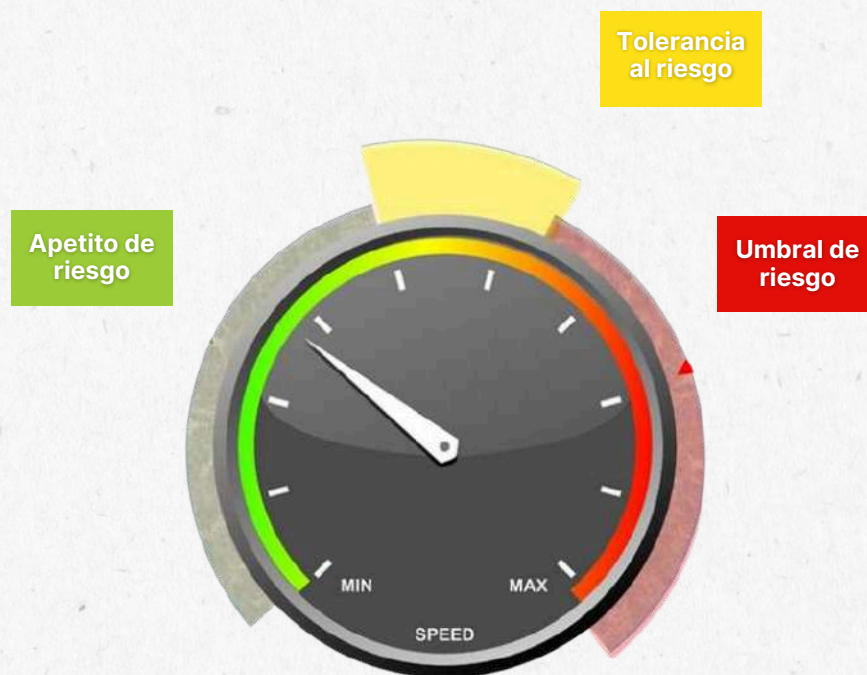 Tolerancia
al riesgo
Apetito de
riesgo
Umbral de
riesgo
MIN
MAX
SPEED